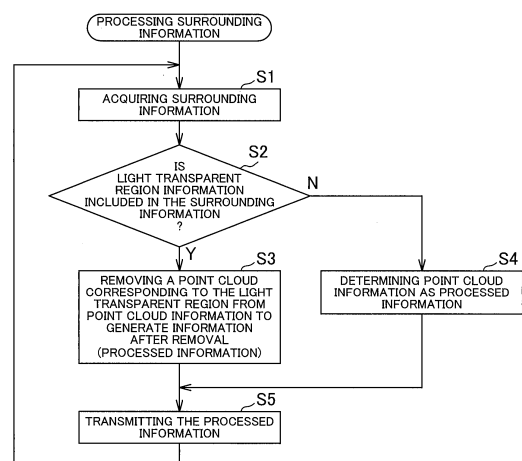 PROCESSING SURROUNDING
INFORMATION
S1
ACQUIRING SURROUNDING
INFORMATION
S2
IS
LIGHT TRANSPARENT
REGION INFORMATION
INCLUDED IN THE SURROUNDING
INFORMATION
?
N
Y
S3
REMOVING A POINT CLOUD
CORRESPONDING TO THE LIGHT
TRANSPARENT REGION FROM
POINT CLOUD INFORMATION TO
GENERATE INFORMATION
AFTER REMOVAL
(PROCESSED INFORMATION)
S4
DETERMINING POINT CLOUD
INFORMATION AS PROCESSED
INFORMATION
S5
TRANSMITTING THE PROCESSED
INFORMATION